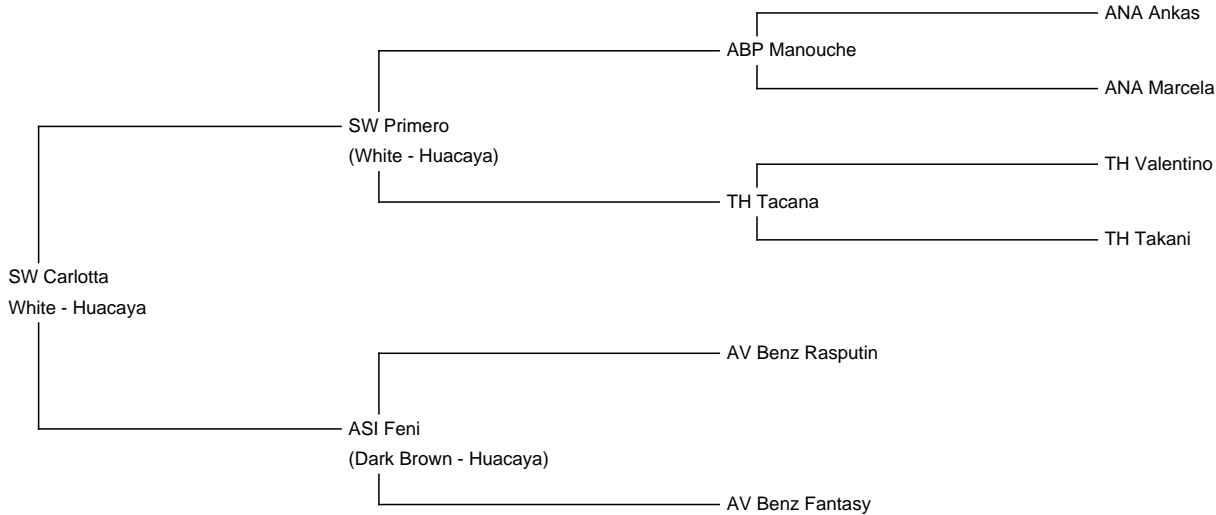 ANA Ankas
ABP Manouche
ANA Marcela
SW Primero
(White - Huacaya)
TH Valentino
TH Tacana
TH Takani
SW Carlotta
White - Huacaya
AV Benz Rasputin
ASI Feni
(Dark Brown - Huacaya)
AV Benz Fantasy